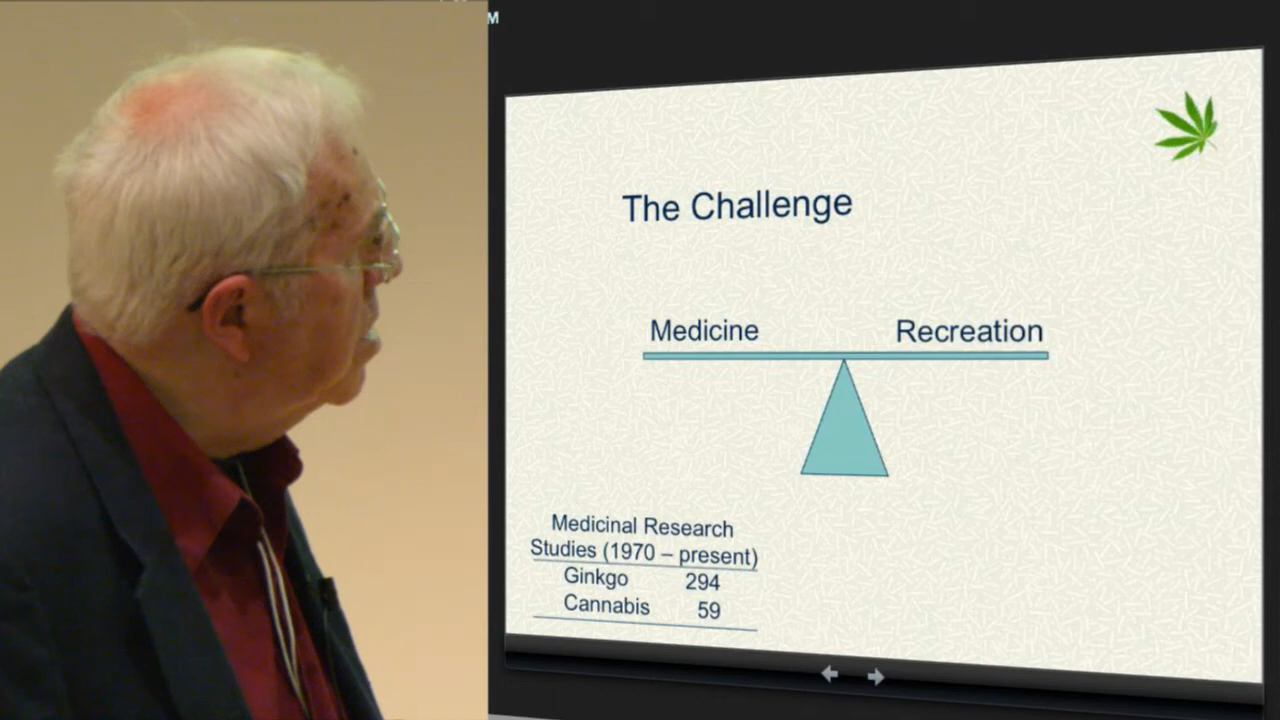 M
The Challenge
Medicine Recreation
Medicinal Research
Studies (1970 – present)
Ginkgo 294
Cannabis 59